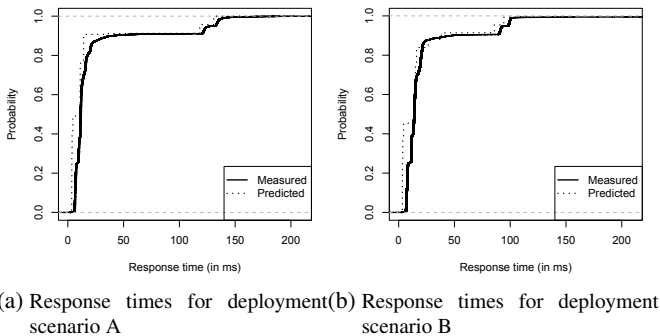 1.0
0.8
0.6
0.4
0.2
0.0
Probability
Measured
Predicted
0 50 100 150 200
Response time (in ms)
1.0
0.8
0.6
0.4
0.2
0.0
Probability
Measured
Predicted
0 50 100 150 200
Response time (in ms)
(a) Response times for deployment
scenario A
(b) Response times for deployment
scenario B